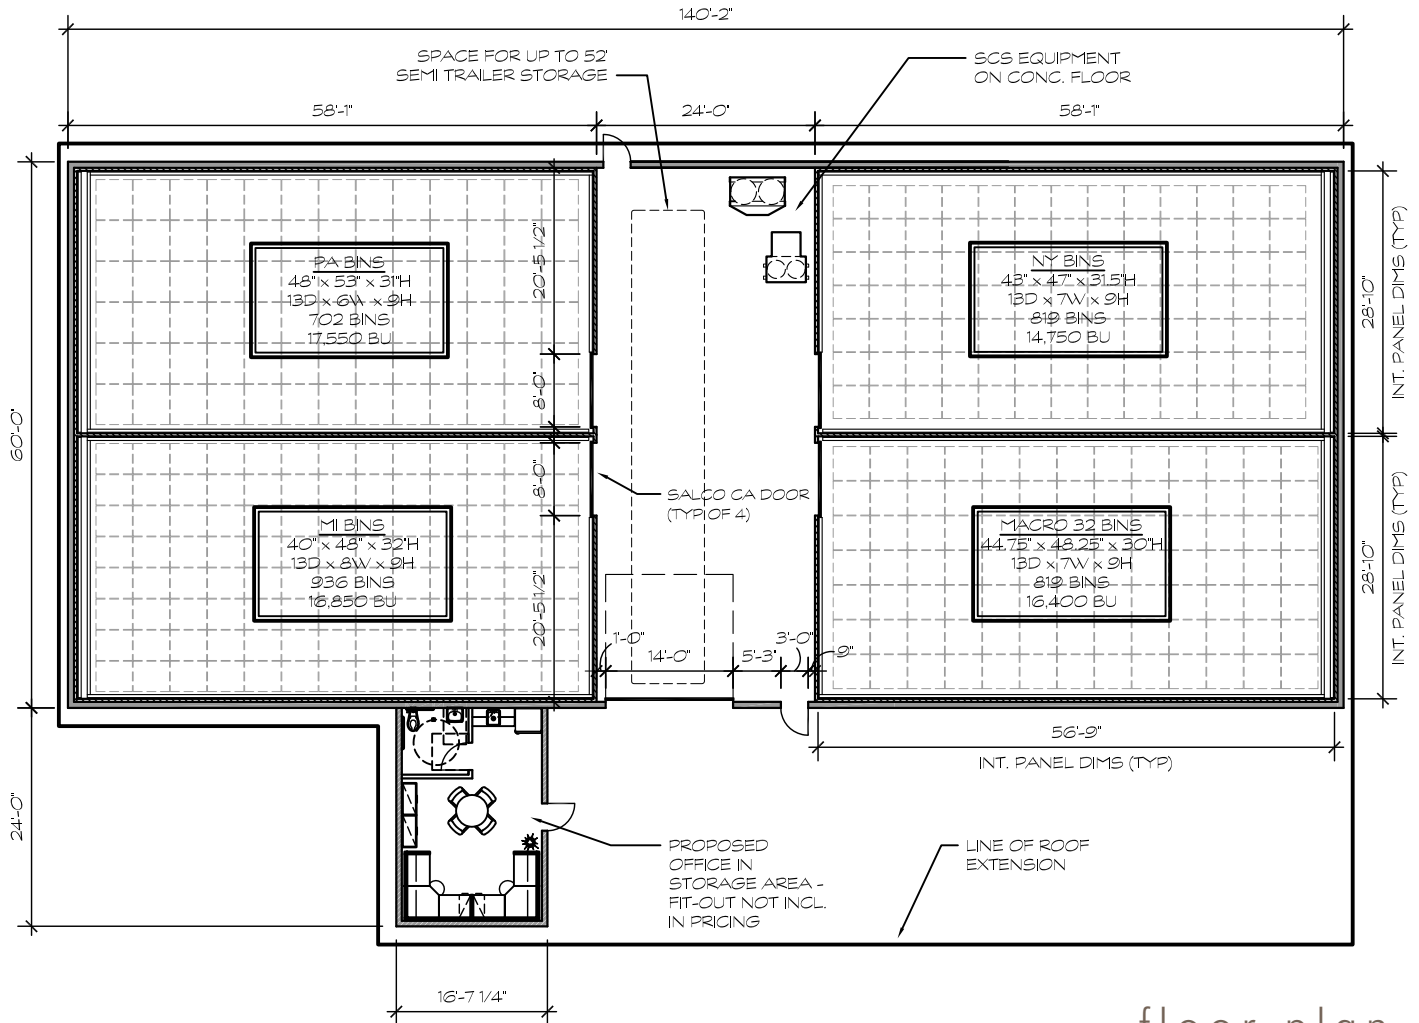 140'-2"
SPACE FOR UP TO 52'
SEMI TRAILER STORAGE
SCS EQUIPMENT
ON CONC. FLOOR
58'-1"
24'-0"
58'-1"
PA BINS
48" x 53" x 31"H
13D x 6W x 9H
702 BINS
17,550 BU
20'-5 1/2"
8'-0"
NY BINS
43" x 47" x 31.5"H
13D x 7W x 9H
819 BINS
14,750 BU
28'-10"
INT. PANEL DIMS (TYP)
60'-0"
MI BINS
40" x 48" x 32"H
13D x 8W x 9H
936 BINS
16,850 BU
8'-0"
20'-5 1/2"
SALCO CA DOOR
(TYP OF 4)
MACRO 32 BINS
44.75" x 48.25" x 30"H
13D x 7W x 9H
819 BINS
16,400 BU
28'-10"
INT. PANEL DIMS (TYP)
1'-0"
14'-0"
5'-3"
3'-0"
9"
56'-9"
INT. PANEL DIMS (TYP)
24'-0"
PROPOSED
OFFICE IN
STORAGE AREA -
FIT-OUT NOT INCL.
IN PRICING
LINE OF ROOF
EXTENSION
16'-7 1/4"
floor plan